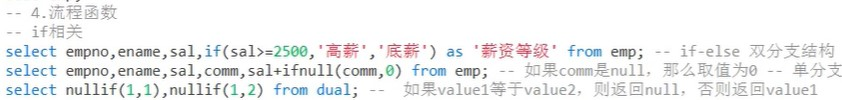 -- 4.流程函数
-- if相关
select empno,ename,sal,if(sal>=2500,'高薪','底薪') as '薪资等级' from emp; -- if-else 双分支结构
select empno,ename,sal,comm,sal+ifnull(comm,0) from emp; -- 如果comm是null，那么取值为0 -- 单分支
select nullif(1,1),nullif(1,2) from dual; -- 如果value1等于value2，则返回null，否则返回value1